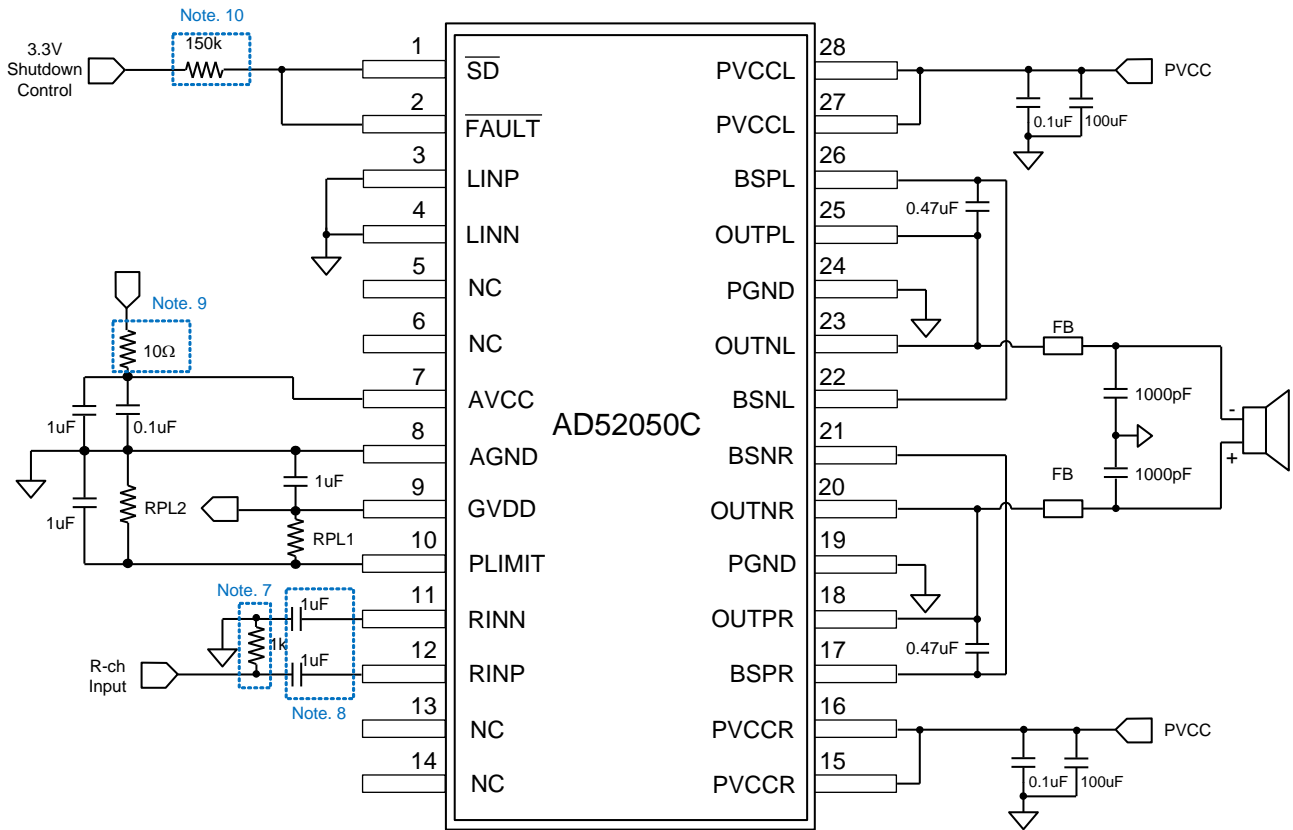 Note. 10
150k
3.3V
Shutdown
Control
1
SD
2
FAULT
3
LINP
4
LINN
5
NC
Note. 9
6
NC
10Ω
7
AVCC
1uF
0.1uF
8
AGND
1uF
1uF
RPL2
9
GVDD
RPL1
10
PLIMIT
Note. 7
1uF
11
RINN
1k
1uF
12
RINP
R-ch
Input
Note. 8
13
NC
14
NC
AD52050C
28
PVCCL
PVCC
27
PVCCL
0.1uF
100uF
26
BSPL
0.47uF
25
OUTPL
24
PGND
23
OUTNL
FB
22
BSNL
1000pF
-
21
BSNR
+
1000pF
FB
20
OUTNR
19
PGND
18
OUTPR
0.47uF
17
BSPR
16
PVCCR
PVCC
15
PVCCR
0.1uF
100uF